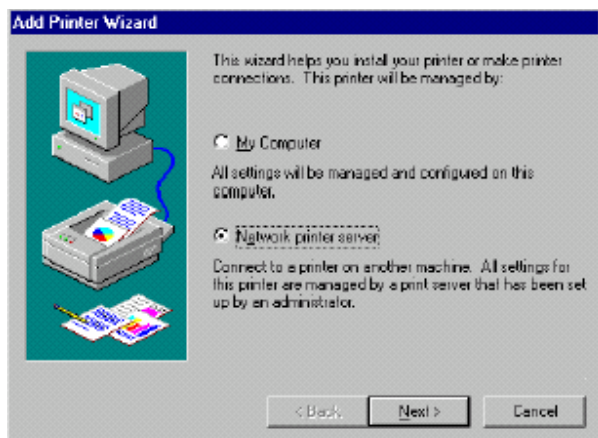 Add Printer Wizard
This wizard helps you install your printer or make printer
connections. This printer will be managed by:
My Computer
All settings will be managed and configured on this
computer.
Network printer server
Connect to a printer on another machine. All settings for
this printer are managed by a print server that has been set
up by an administrator.
< Back
Next >
Cancel